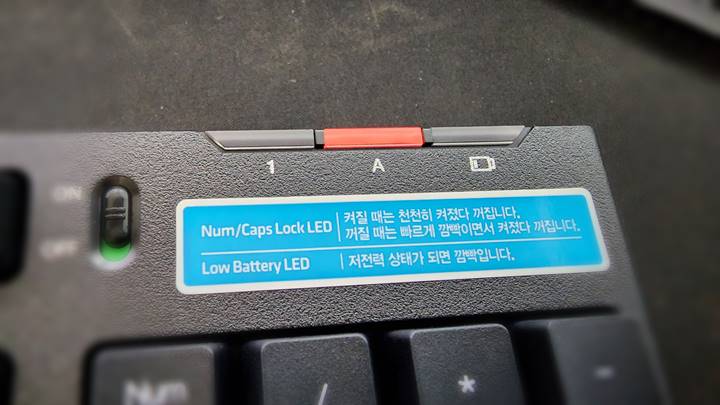 1 A
ON
OFF
Num/Caps Lock LED 켜질 때는 천천히 켜졌다 꺼집니다.
꺼질 때는 빠르게 깜빡이면서 켜졌다 꺼집니다.
Low Battery LED 저전력 상태가 되면 깜빡입니다.
Num / * -